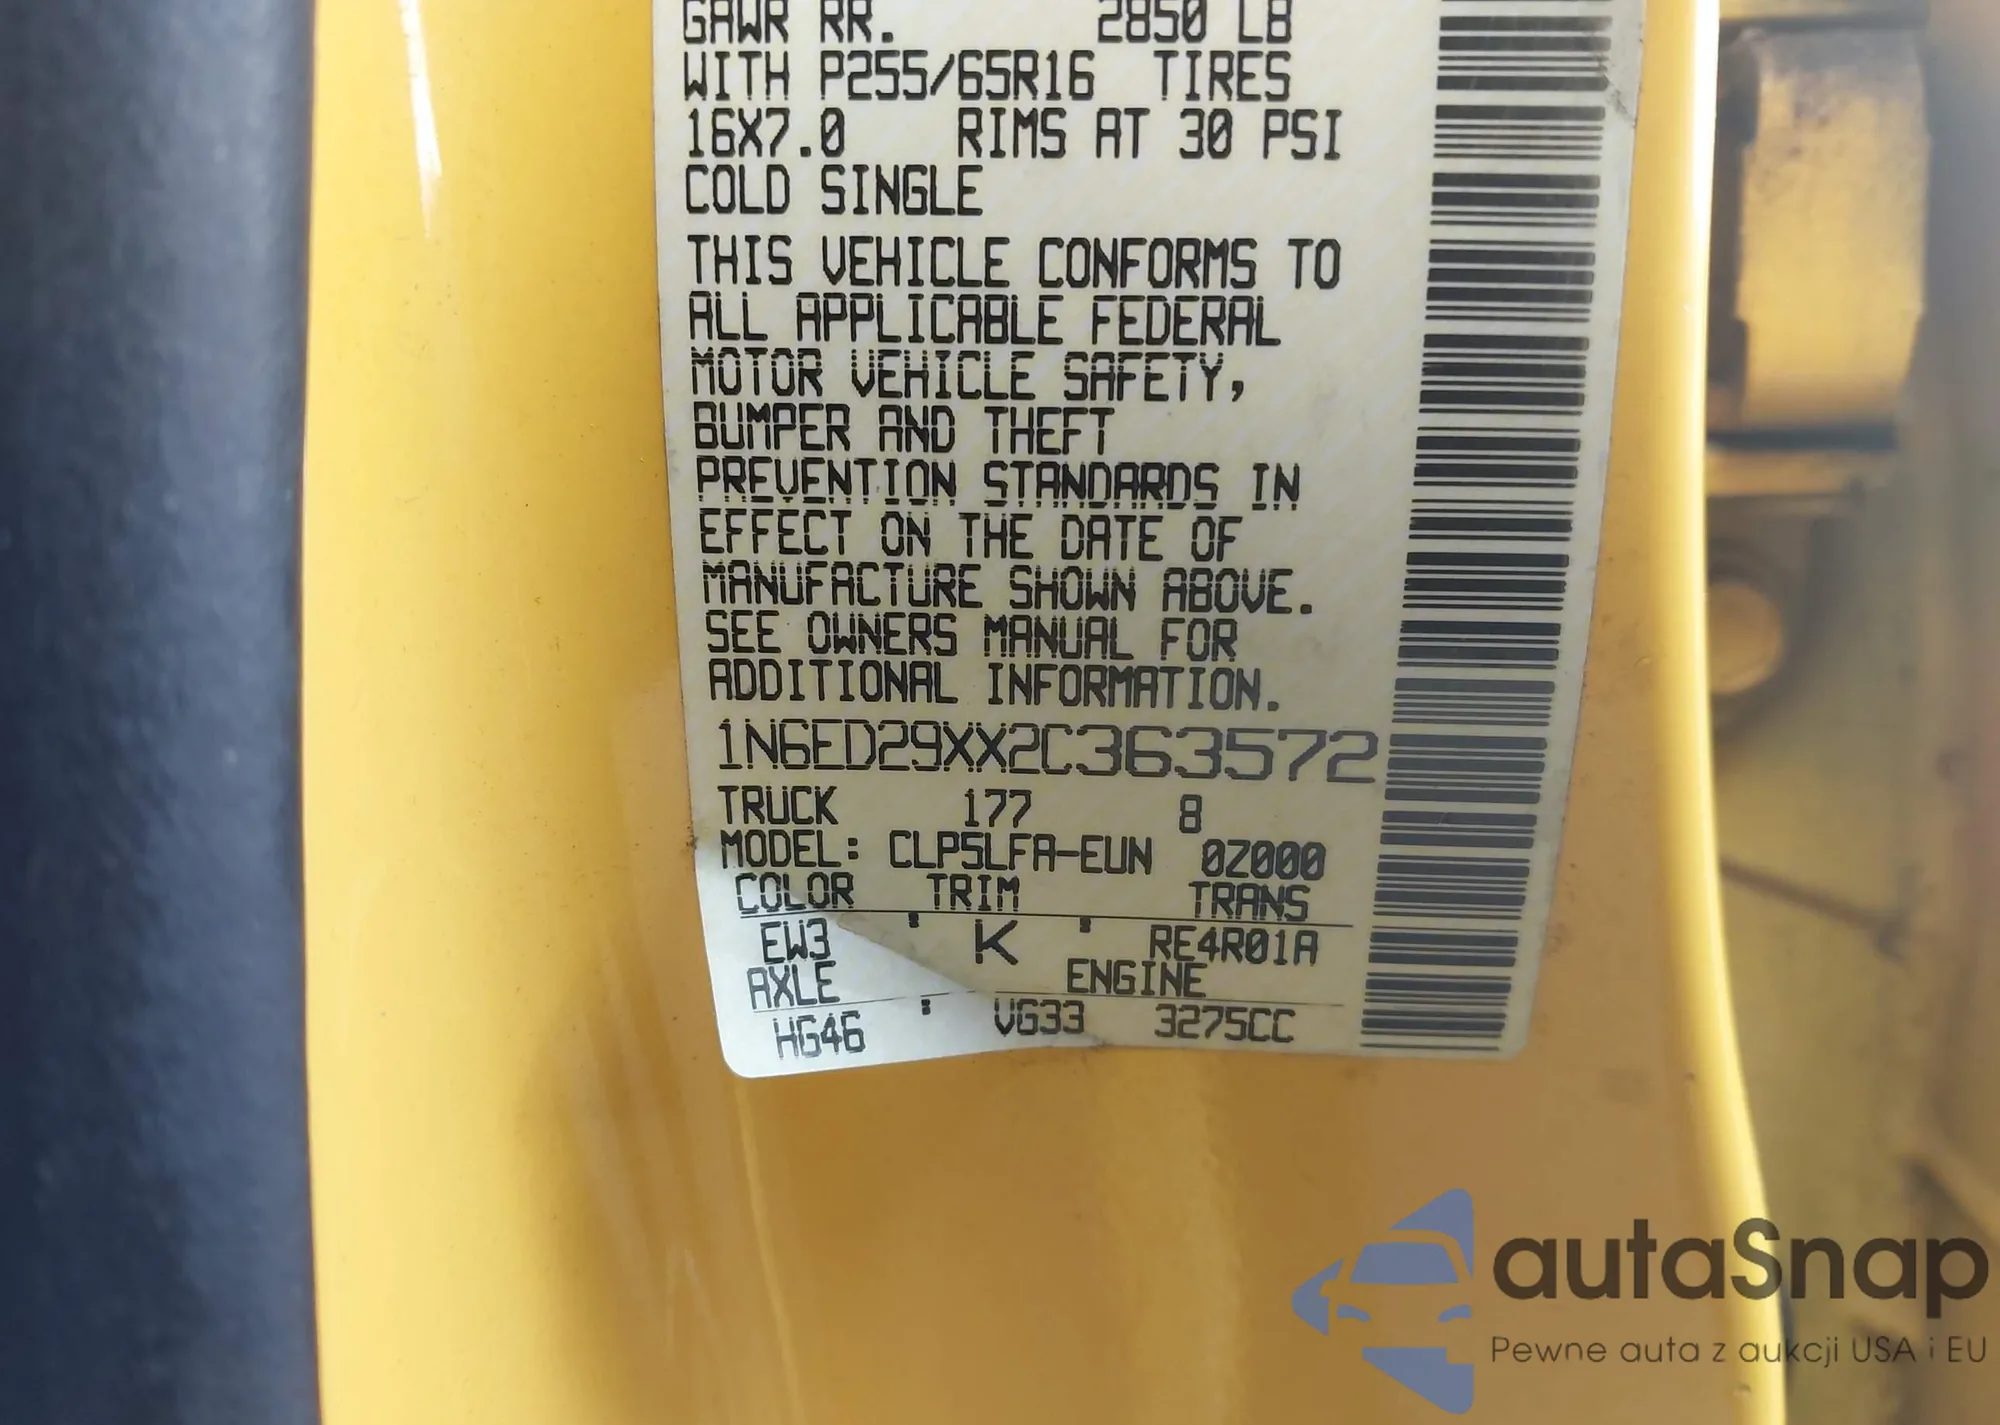 GAWR RR. 2850 LB
WITH P255/65R16 TIRES
16X7.0 RIMS AT 30 PSI
COLD SINGLE
THIS VEHICLE CONFORMS TO
ALL APPLICABLE FEDERAL
MOTOR VEHICLE SAFETY,
BUMPER AND THEFT
PREVENTION STANDARDS IN
EFFECT ON THE DATE OF
MANUFACTURE SHOWN ABOVE.
SEE OWNERS MANUAL FOR
ADDITIONAL INFORMATION.
1N6ED29XX2C363572
TRUCK 177 8
MODEL: CLP5LFA-EUN 0Z000
COLOR TRIM TRANS
EW3 K RE4R01A
AXLE ENGINE
HG46 VG33 3275CC
autaSnap
Pewne auta z aukcji USA i EU